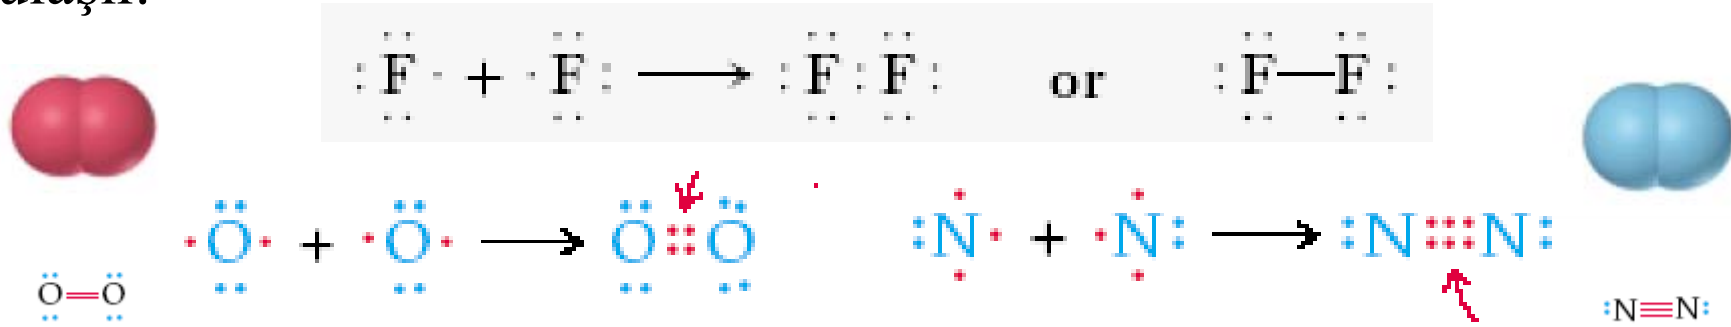 :F· + ·F: ⟶ :F:F: or :F—F:
·O· + ·O· ⟶ O::O
:N· + ·N: ⟶ :N:::N:
O=O
:N≡N: